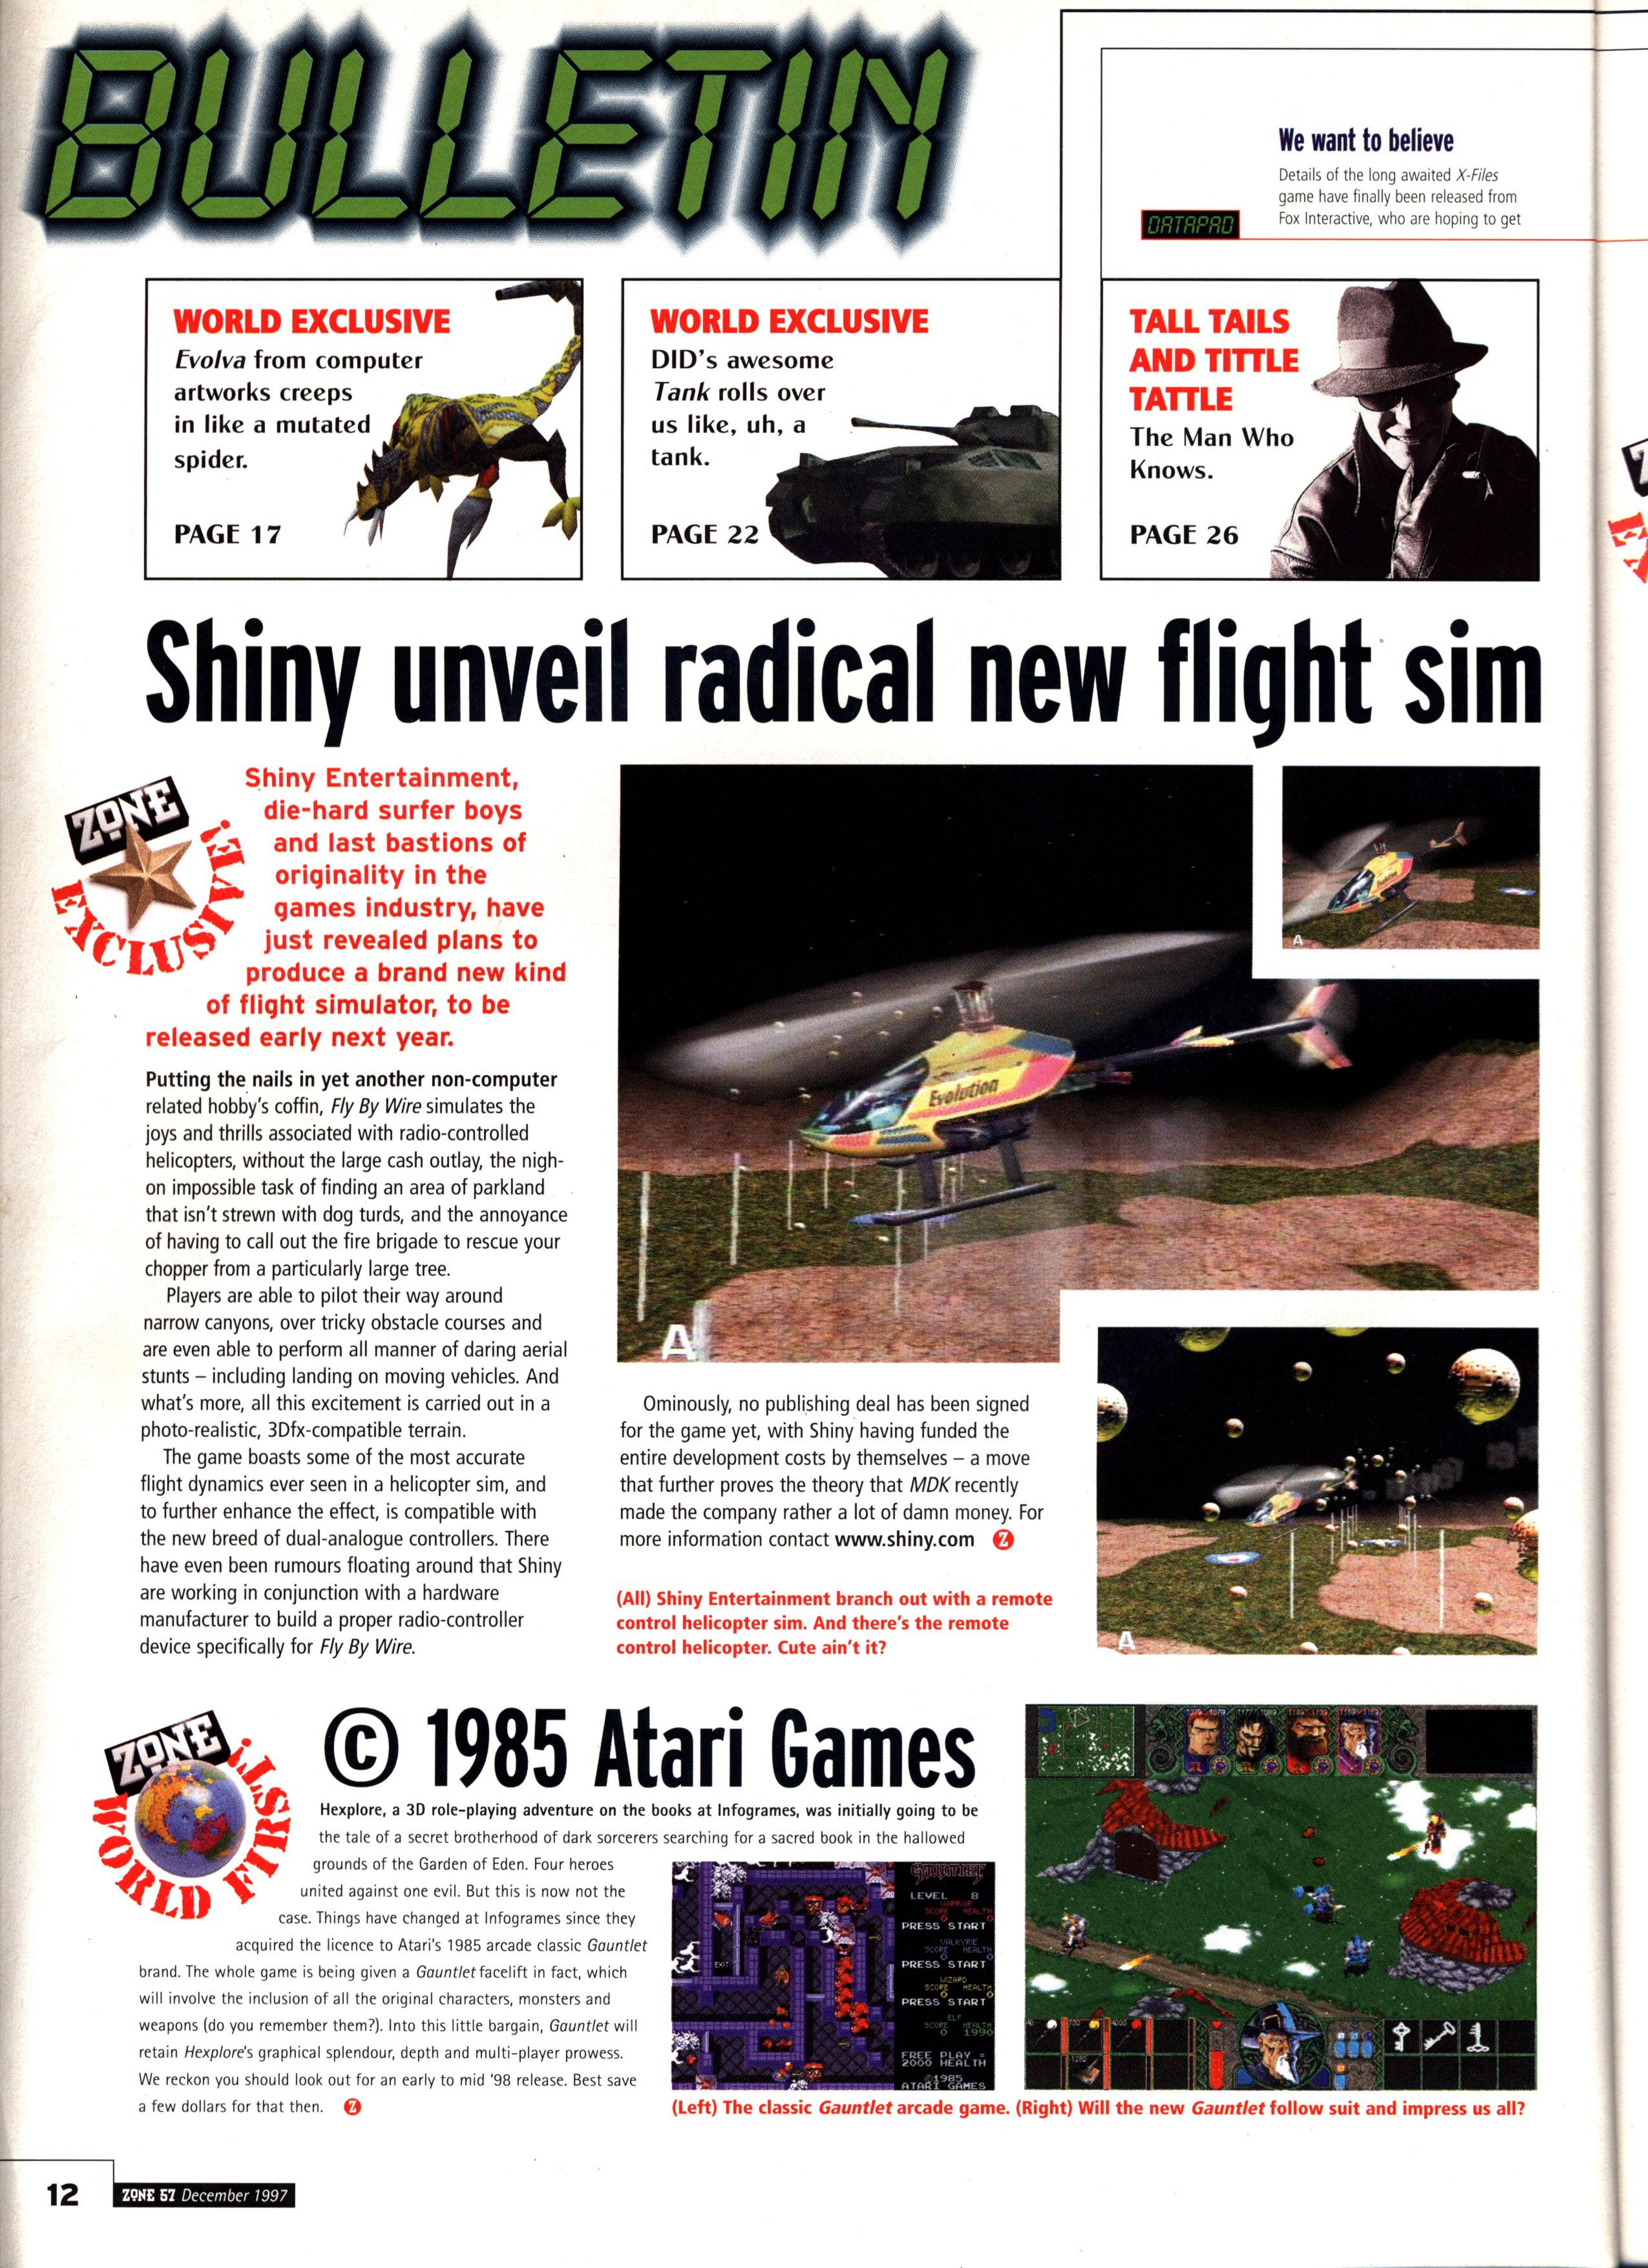 BULLETIN
We want to believe
Details of the long awaited X-Files
game have finally been released from
Fox Interactive, who are hoping to get
DATAPAD
WORLD EXCLUSIVE
Evolva from computer
artworks creeps
in like a mutated
spider.
PAGE 17
WORLD EXCLUSIVE
DID's awesome
Tank rolls over
us like, uh, a
tank.
PAGE 22
TALL TAILS
AND TITTLE
TATTLE
The Man Who
Knows.
PAGE 26
Shiny unveil radical new flight sim
ZONE
EXCLUSIVE!
Shiny Entertainment,
die-hard surfer boys
and last bastions of
originality in the
games industry, have
just revealed plans to
produce a brand new kind
of flight simulator, to be
released early next year.
Putting the nails in yet another non-computer
related hobby's coffin, Fly By Wire simulates the
joys and thrills associated with radio-controlled
helicopters, without the large cash outlay, the nigh-
on impossible task of finding an area of parkland
that isn't strewn with dog turds, and the annoyance
of having to call out the fire brigade to rescue your
chopper from a particularly large tree.
Players are able to pilot their way around
narrow canyons, over tricky obstacle courses and
are even able to perform all manner of daring aerial
stunts – including landing on moving vehicles. And
what's more, all this excitement is carried out in a
photo-realistic, 3Dfx-compatible terrain.
The game boasts some of the most accurate
flight dynamics ever seen in a helicopter sim, and
to further enhance the effect, is compatible with
the new breed of dual-analogue controllers. There
have even been rumours floating around that Shiny
are working in conjunction with a hardware
manufacturer to build a proper radio-controller
device specifically for Fly By Wire.
Evolution
A
A
A
Ominously, no publishing deal has been signed
for the game yet, with Shiny having funded the
entire development costs by themselves – a move
that further proves the theory that MDK recently
made the company rather a lot of damn money. For
more information contact www.shiny.com Z
(All) Shiny Entertainment branch out with a remote
control helicopter sim. And there's the remote
control helicopter. Cute ain't it?
ZONE
WORLD FIRST!
© 1985 Atari Games
Hexplore, a 3D role-playing adventure on the books at Infogrames, was initially going to be
the tale of a secret brotherhood of dark sorcerers searching for a sacred book in the hallowed
grounds of the Garden of Eden. Four heroes
united against one evil. But this is now not the
case. Things have changed at Infogrames since they
acquired the licence to Atari's 1985 arcade classic Gauntlet
brand. The whole game is being given a Gauntlet facelift in fact, which
will involve the inclusion of all the original characters, monsters and
weapons (do you remember them?). Into this little bargain, Gauntlet will
retain Hexplore's graphical splendour, depth and multi-player prowess.
We reckon you should look out for an early to mid '98 release. Best save
a few dollars for that then. Z
EXIT
GAUNTLET
LEVEL 8
WARRIOR
SCORE HEALTH
0 0
PRESS START
VALKYRIE
SCORE HEALTH
0 0
PRESS START
WIZARD
SCORE HEALTH
0 0
PRESS START
ELF
SCORE HEALTH
0 1990
FREE PLAY =
2000 HEALTH
©1985
ATARI GAMES
(Left) The classic Gauntlet arcade game. (Right) Will the new Gauntlet follow suit and impress us all?
12
ZONE 57 December 1997